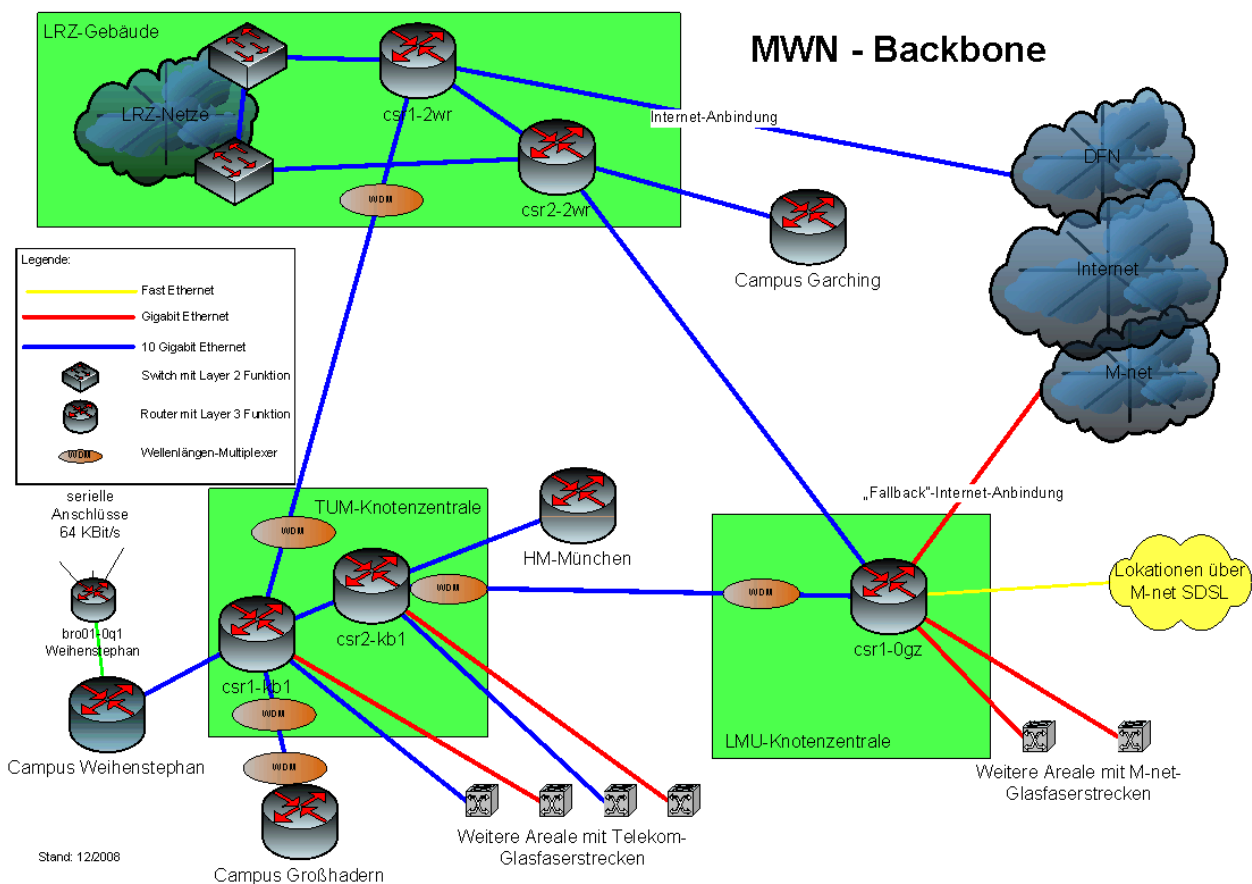 LRZ-Gebäude
MWN - Backbone
LRZ-Netze
csr1-2wr
Internet-Anbindung
DFN
WDM
csr2-2wr
Campus Garching
Internet
M-net
Legende:
Fast Ethernet
Gigabit Ethernet
10 Gigabit Ethernet
Switch mit Layer 2 Funktion
Router mit Layer 3 Funktion
WDM
Wellenlängen-Multiplexer
serielle
Anschlüsse
64 KBit/s
TUM-Knotenzentrale
WDM
HM-München
„Fallback"-Internet-Anbindung
LMU-Knotenzentrale
Lokationen über
M-net SDSL
WDM
WDM
bro01-0q1
Weihenstephan
csr2-kb1
csr1-0gz
csr1-kb1
WDM
Campus Weihenstephan
WDM
Weitere Areale mit M-net-
Glasfaserstrecken
Weitere Areale mit Telekom-
Glasfaserstrecken
Stand: 12/2008
Campus Großhadern